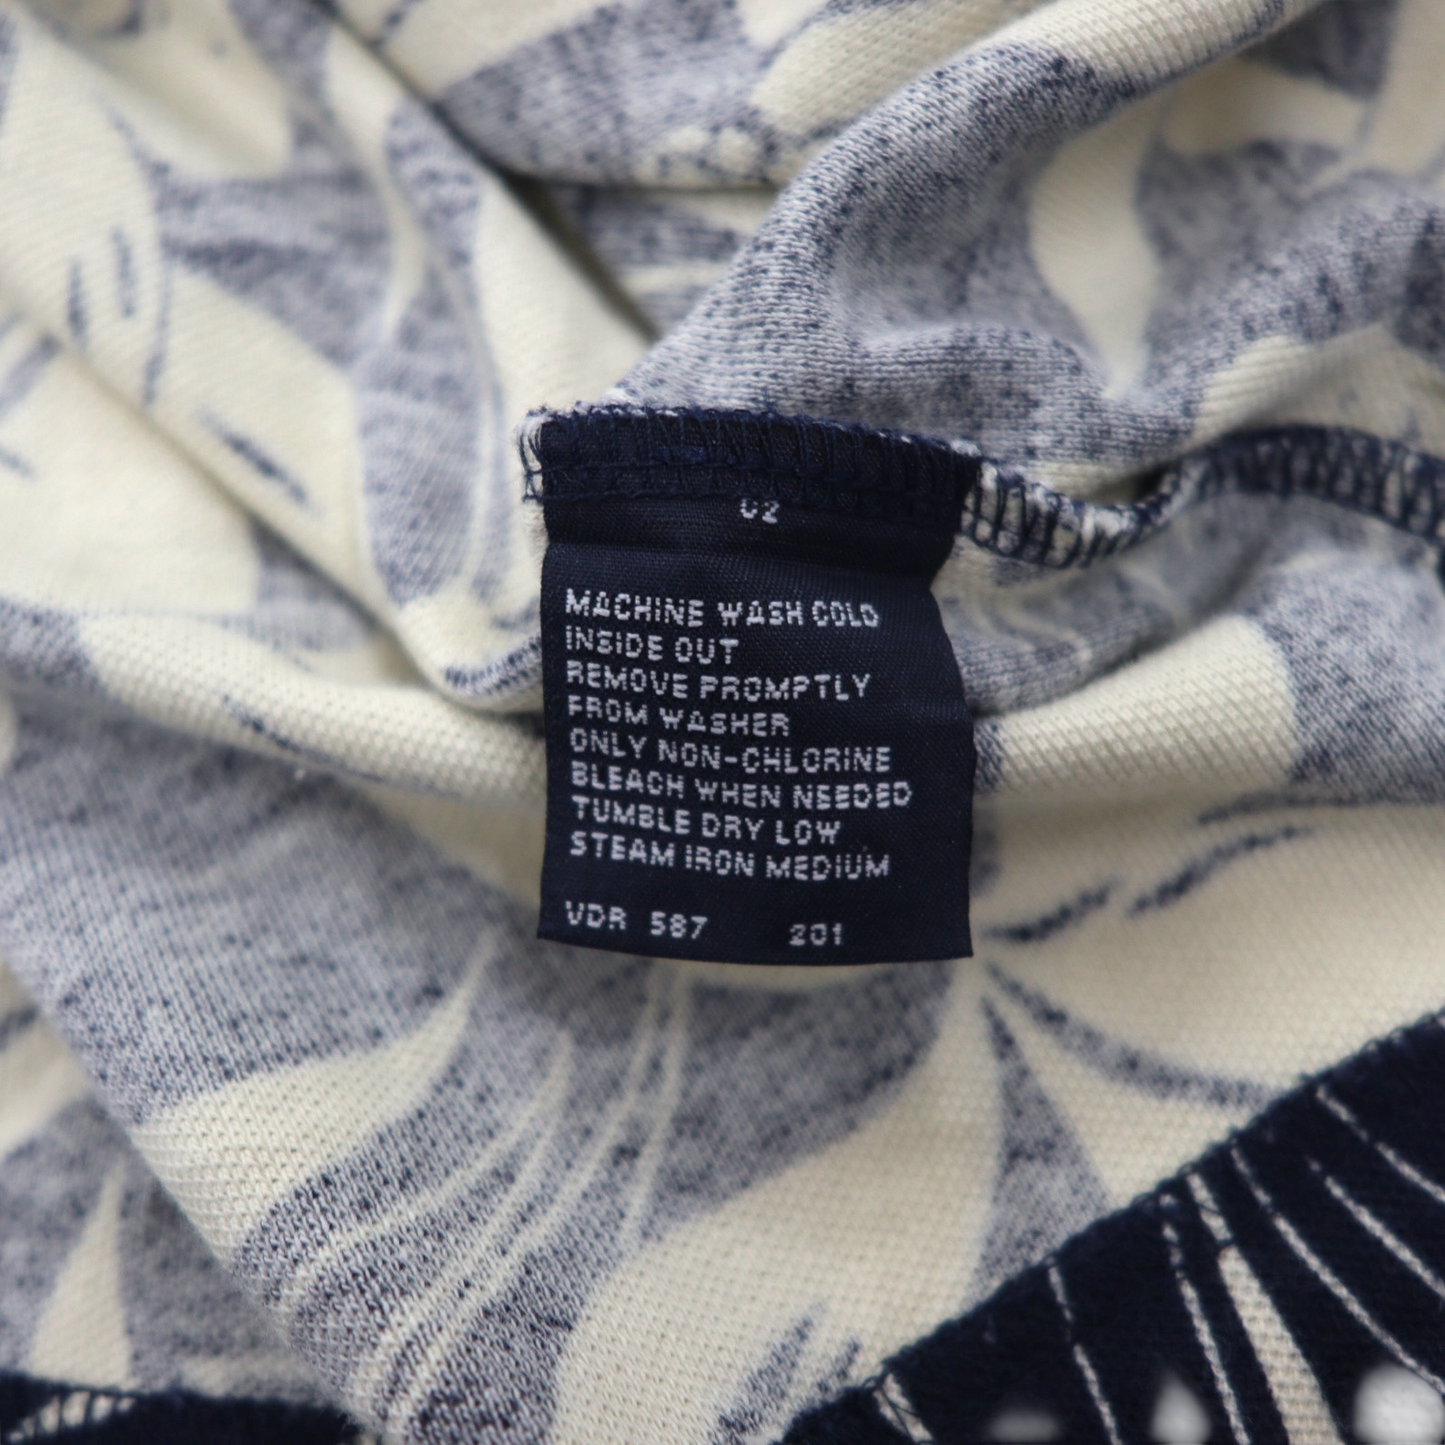 MACHINE WASH COLD
INSIDE OUT
REMOVE PROMPTLY
FROM WASHER
ONLY NON-CHLORINE
BLEACH WHEN NEEDED
TUMBLE DRY LOW
STEAM IRON MEDIUM
VDR 587 201